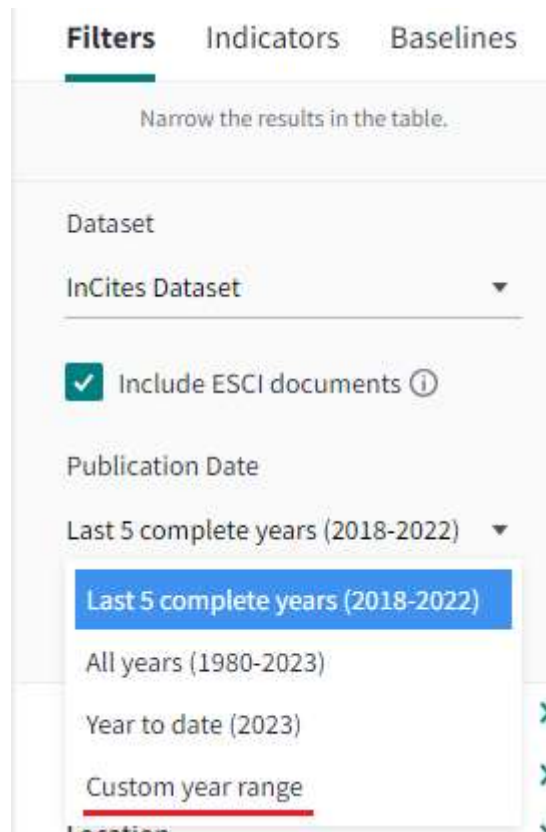 Filters Indicators Baselines
Narrow the results in the table.
Dataset
InCites Dataset
Include ESCI documents
Publication Date
Last 5 complete years (2018-2022)
Last 5 complete years (2018-2022)
All years (1980-2023)
Year to date (2023)
Custom year range
Location